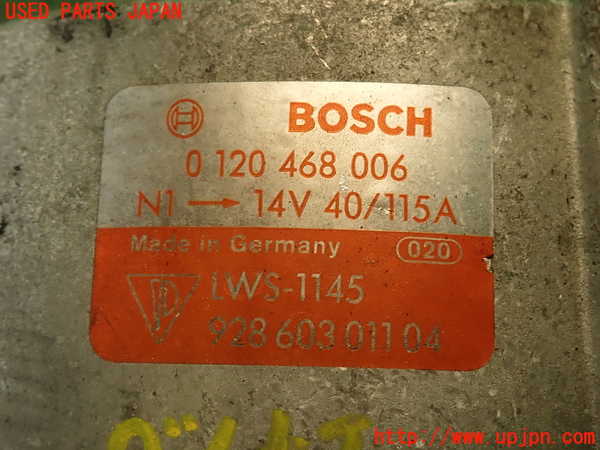 USED PARTS JAPAN
BOSCH
0 120 468 006
N1 → 14V 40/115A
Made in Germany 020
LWS-1145
928 603 011 04
http://www.upjpn.com/